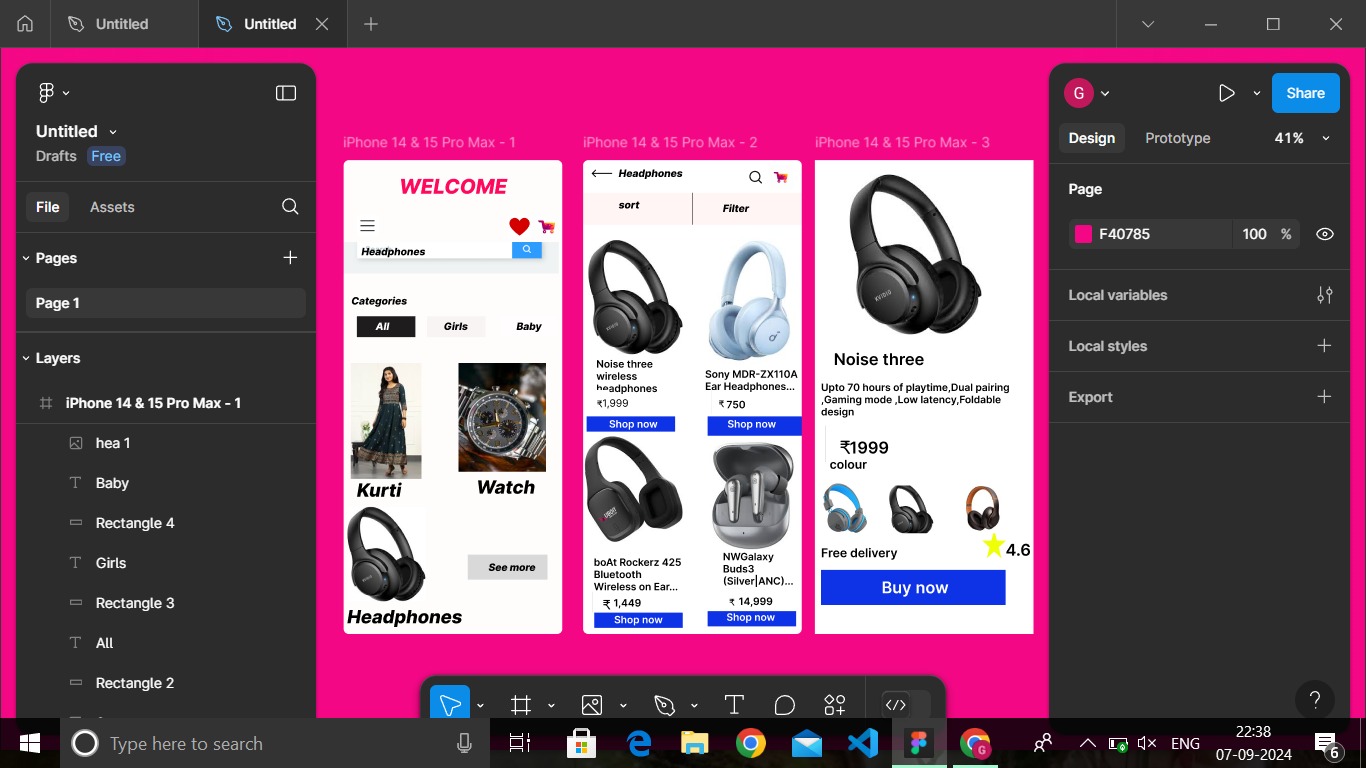 Untitled
Untitled
Untitled
Drafts Free
File Assets
Pages
Page 1
Layers
iPhone 14 & 15 Pro Max - 1
hea 1
Baby
Rectangle 4
Girls
Rectangle 3
All
Rectangle 2
iPhone 14 & 15 Pro Max - 1
WELCOME
Headphones
Categories
All Girls Baby
Kurti Watch
See more
Headphones
iPhone 14 & 15 Pro Max - 2
Headphones
sort Filter
Noise three
wireless
headphones
₹1,999
Shop now
Sony MDR-ZX110A
Ear Headphones...
₹ 750
Shop now
boAt Rockerz 425
Bluetooth
Wireless on Ear...
₹ 1,449
Shop now
NWGalaxy
Buds3
(Silver|ANC)...
₹ 14,999
Shop now
iPhone 14 & 15 Pro Max - 3
Noise three
Upto 70 hours of playtime,Dual pairing
,Gaming mode ,Low latency,Foldable
design
₹1999
colour
Free delivery 4.6
Buy now
G Share
Design Prototype 41%
Page
F40785 100 %
Local variables
Local styles
Export
?
Type here to search
G
ENG
22:38
07-09-2024
6